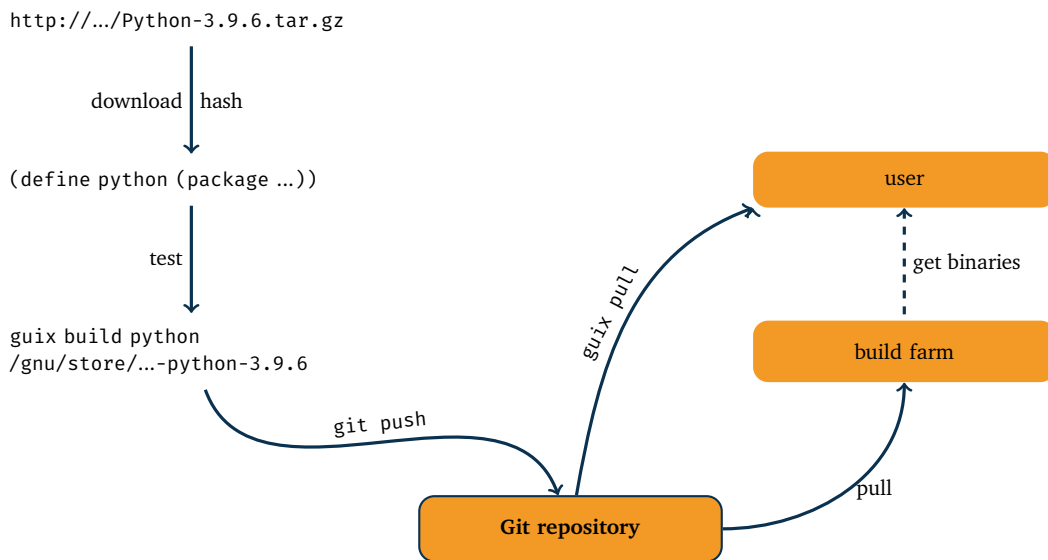 http://…/Python-3.9.6.tar.gz
download
hash
(define python (package …))
test
guix build python
/gnu/store/…-python-3.9.6
git push
Git repository
guix pull
user
get binaries
build farm
pull